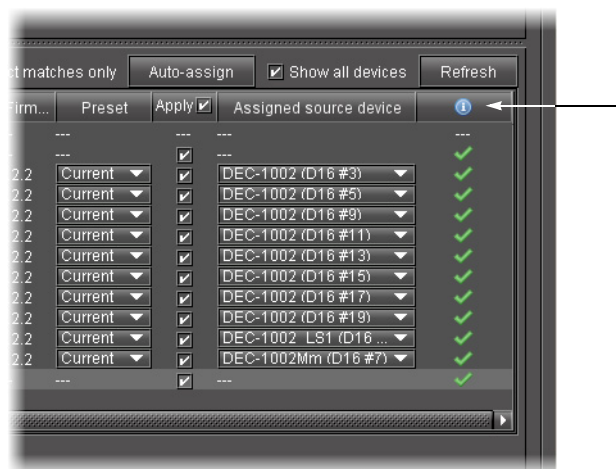 ct matches only Auto-assign Show all devices Refresh
Firm... Preset Apply Assigned source device
--- --- --- ---
--- --- 
2.2 Current DEC-1002 (D16 #3)
2.2 Current DEC-1002 (D16 #5)
2.2 Current DEC-1002 (D16 #9)
2.2 Current DEC-1002 (D16 #11)
2.2 Current DEC-1002 (D16 #13)
2.2 Current DEC-1002 (D16 #15)
2.2 Current DEC-1002 (D16 #17)
2.2 Current DEC-1002 (D16 #19)
2.2 Current DEC-1002_LS1 (D16 ...
2.2 Current DEC-1002Mm (D16 #7)
--- ---